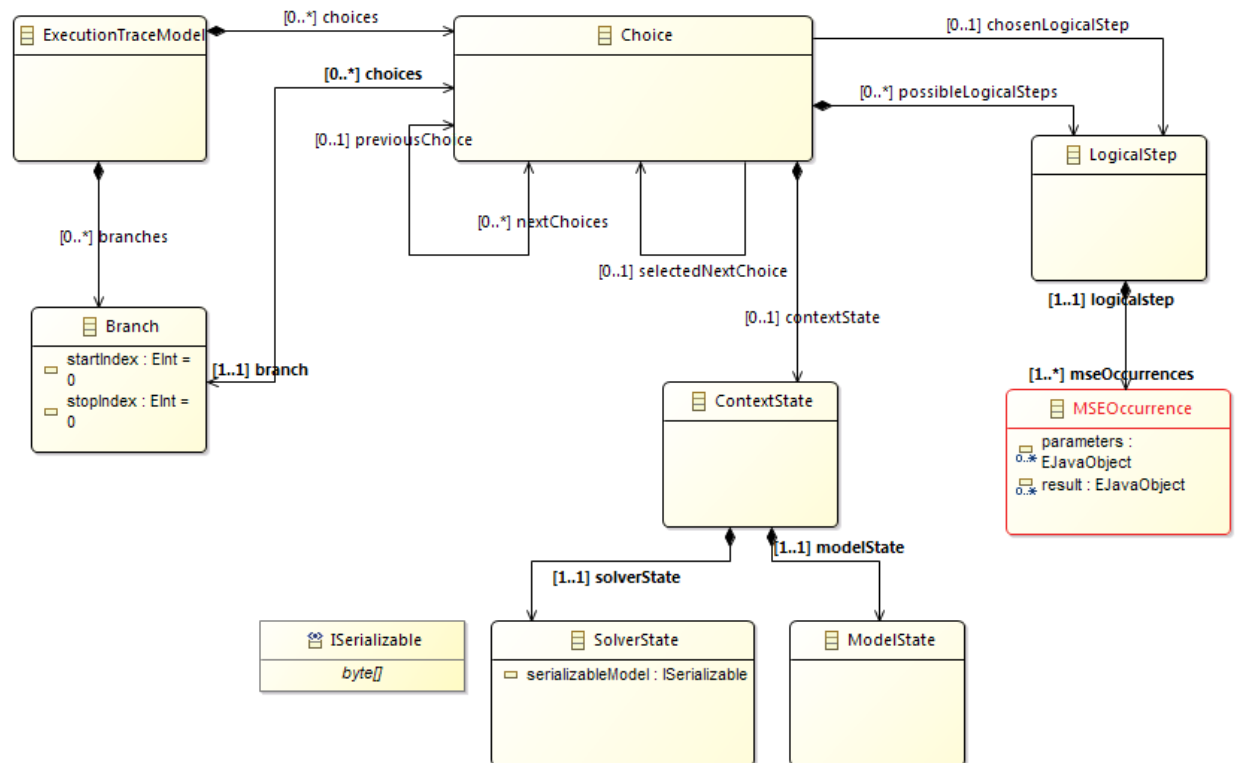 [0..*] choices
ExecutionTraceModel
Choice
[0..1] chosenLogicalStep
[0..*] choices
[0..*] possibleLogicalSteps
[0..1] previousChoice
LogicalStep
[0..*] nextChoices
[0..*] branches
[0..1] selectedNextChoice
[1..1] logicalstep
[0..1] contextState
Branch
startIndex : EInt =
0
stopIndex : EInt =
0
[1..1] branch
[1..*] mseOccurrences
ContextState
MSEOccurrence
parameters :
EJavaObject
0..*
result : EJavaObject
0..*
[1..1] modelState
[1..1] solverState
ISerializable
byte[]
SolverState
serializableModel : ISerializable
ModelState